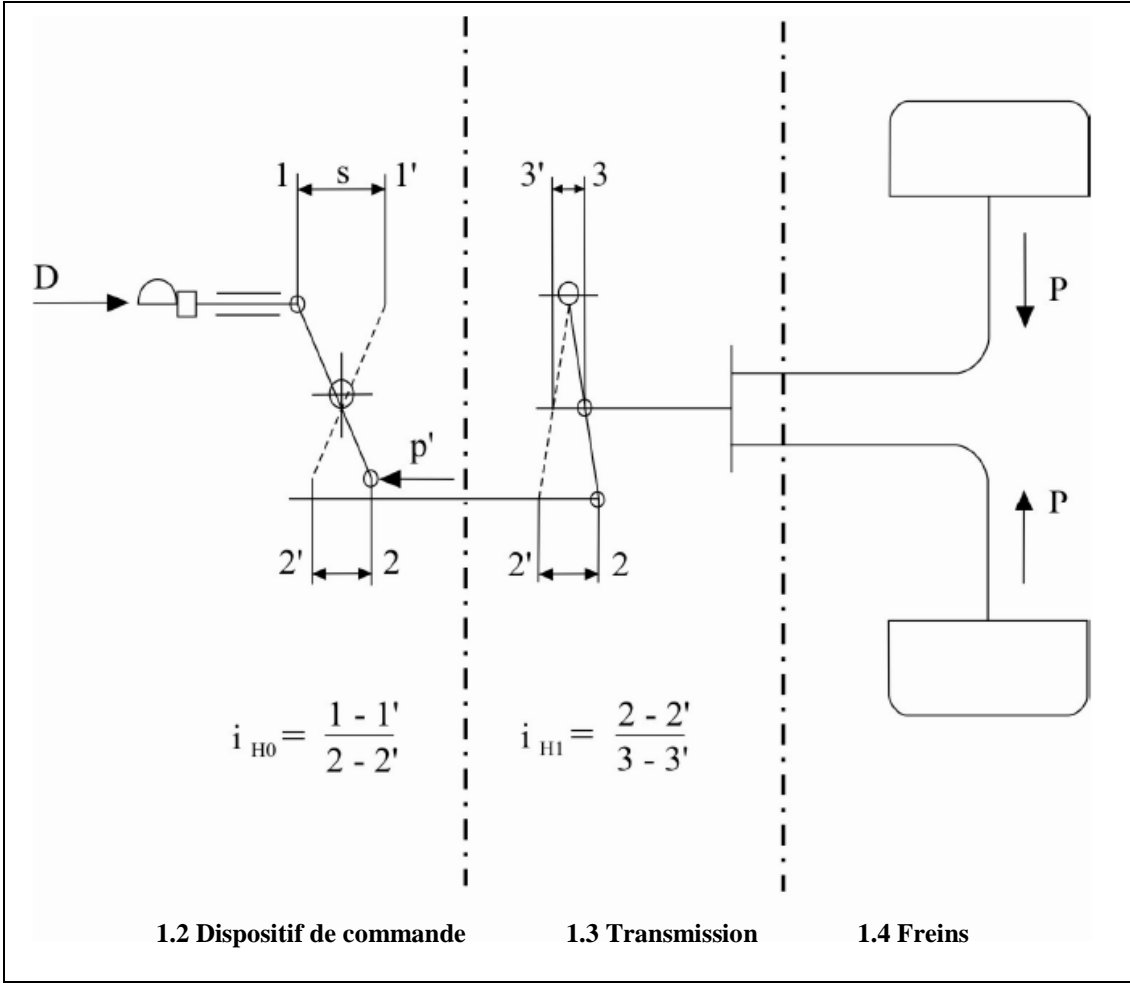 1 s 1' 3' 3
D
P
p'
P
2' 2 2' 2
i H0 = 1 - 1' / 2 - 2'
i H1 = 2 - 2' / 3 - 3'
1.2 Dispositif de commande 1.3 Transmission 1.4 Freins